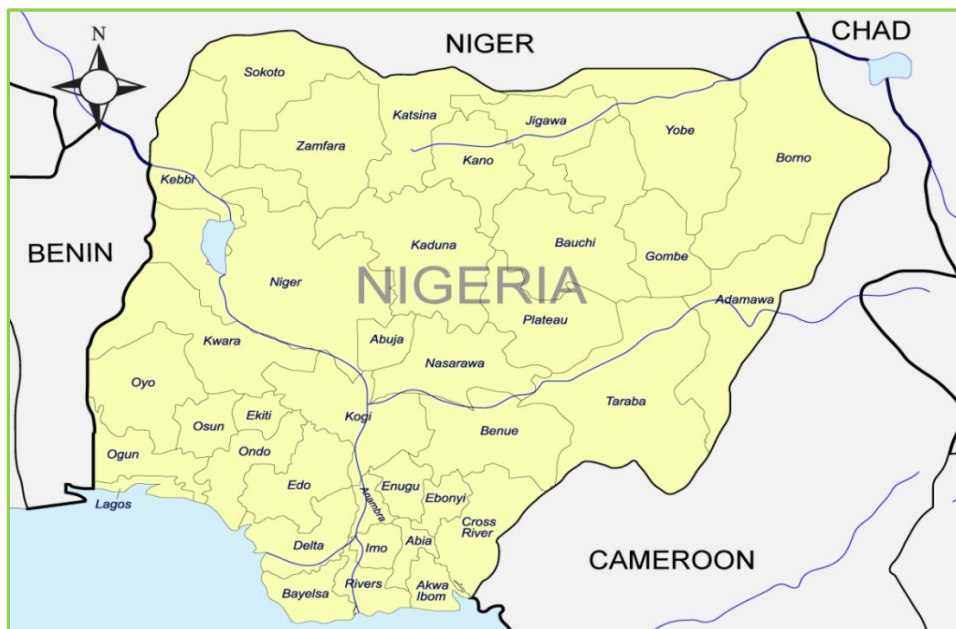 NIGER
CHAD
N
Sokoto
Katsina
Jigawa
Yobe
Zamfara
Kano
Borno
Kebbi
BENIN
Kaduna
Bauchi
Gombe
Niger
NIGERIA
Adamawa
Plateau
Abuja
Kwara
Nasarawa
Oyo
Taraba
Ekiti
Kogi
Osun
Benue
Ogun
Ondo
Edo
Enugu
Anambra
Ebonyi
Lagos
Cross
River
Delta
Imo
Abia
CAMEROON
Rivers
Bayelsa
Akwa
Ibom